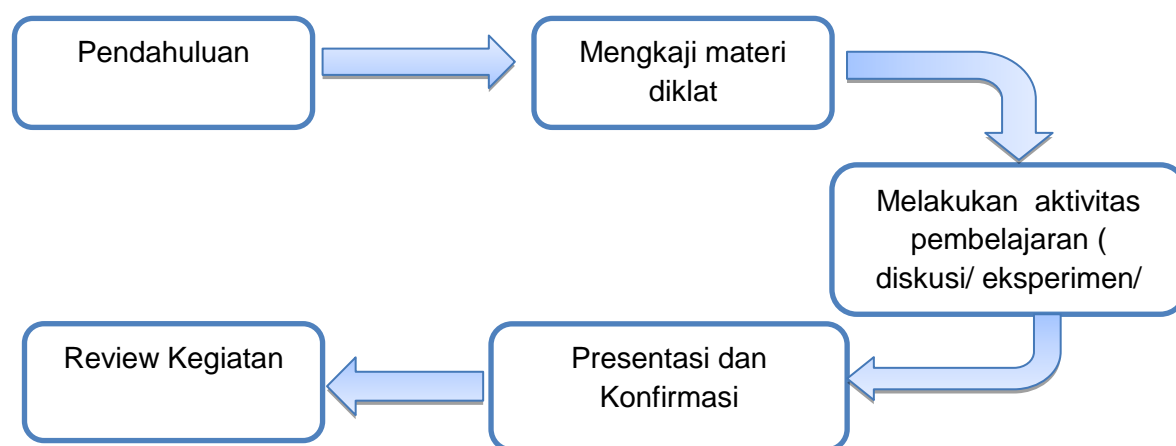 Pendahuluan
Mengkaji materi
diklat
Melakukan aktivitas
pembelajaran (
diskusi/ eksperimen/
Presentasi dan
Konfirmasi
Review Kegiatan